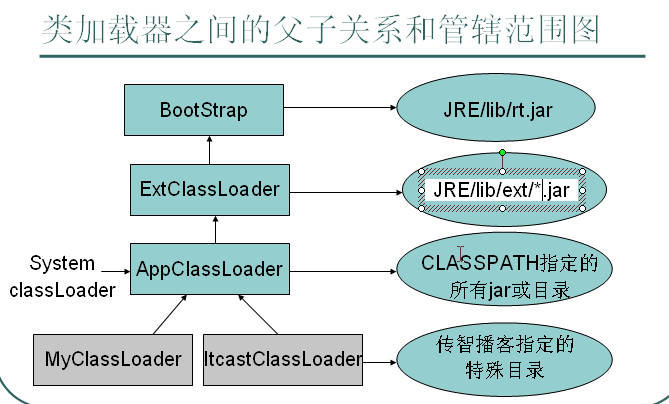 类加载器之间的父子关系和管辖范围图
BootStrap
JRE/lib/rt.jar
ExtClassLoader
JRE/lib/ext/*.jar
System
classLoader
AppClassLoader
CLASSPATH指定的
所有jar或目录
MyClassLoader
ItcastClassLoader
传智播客指定的
特殊目录